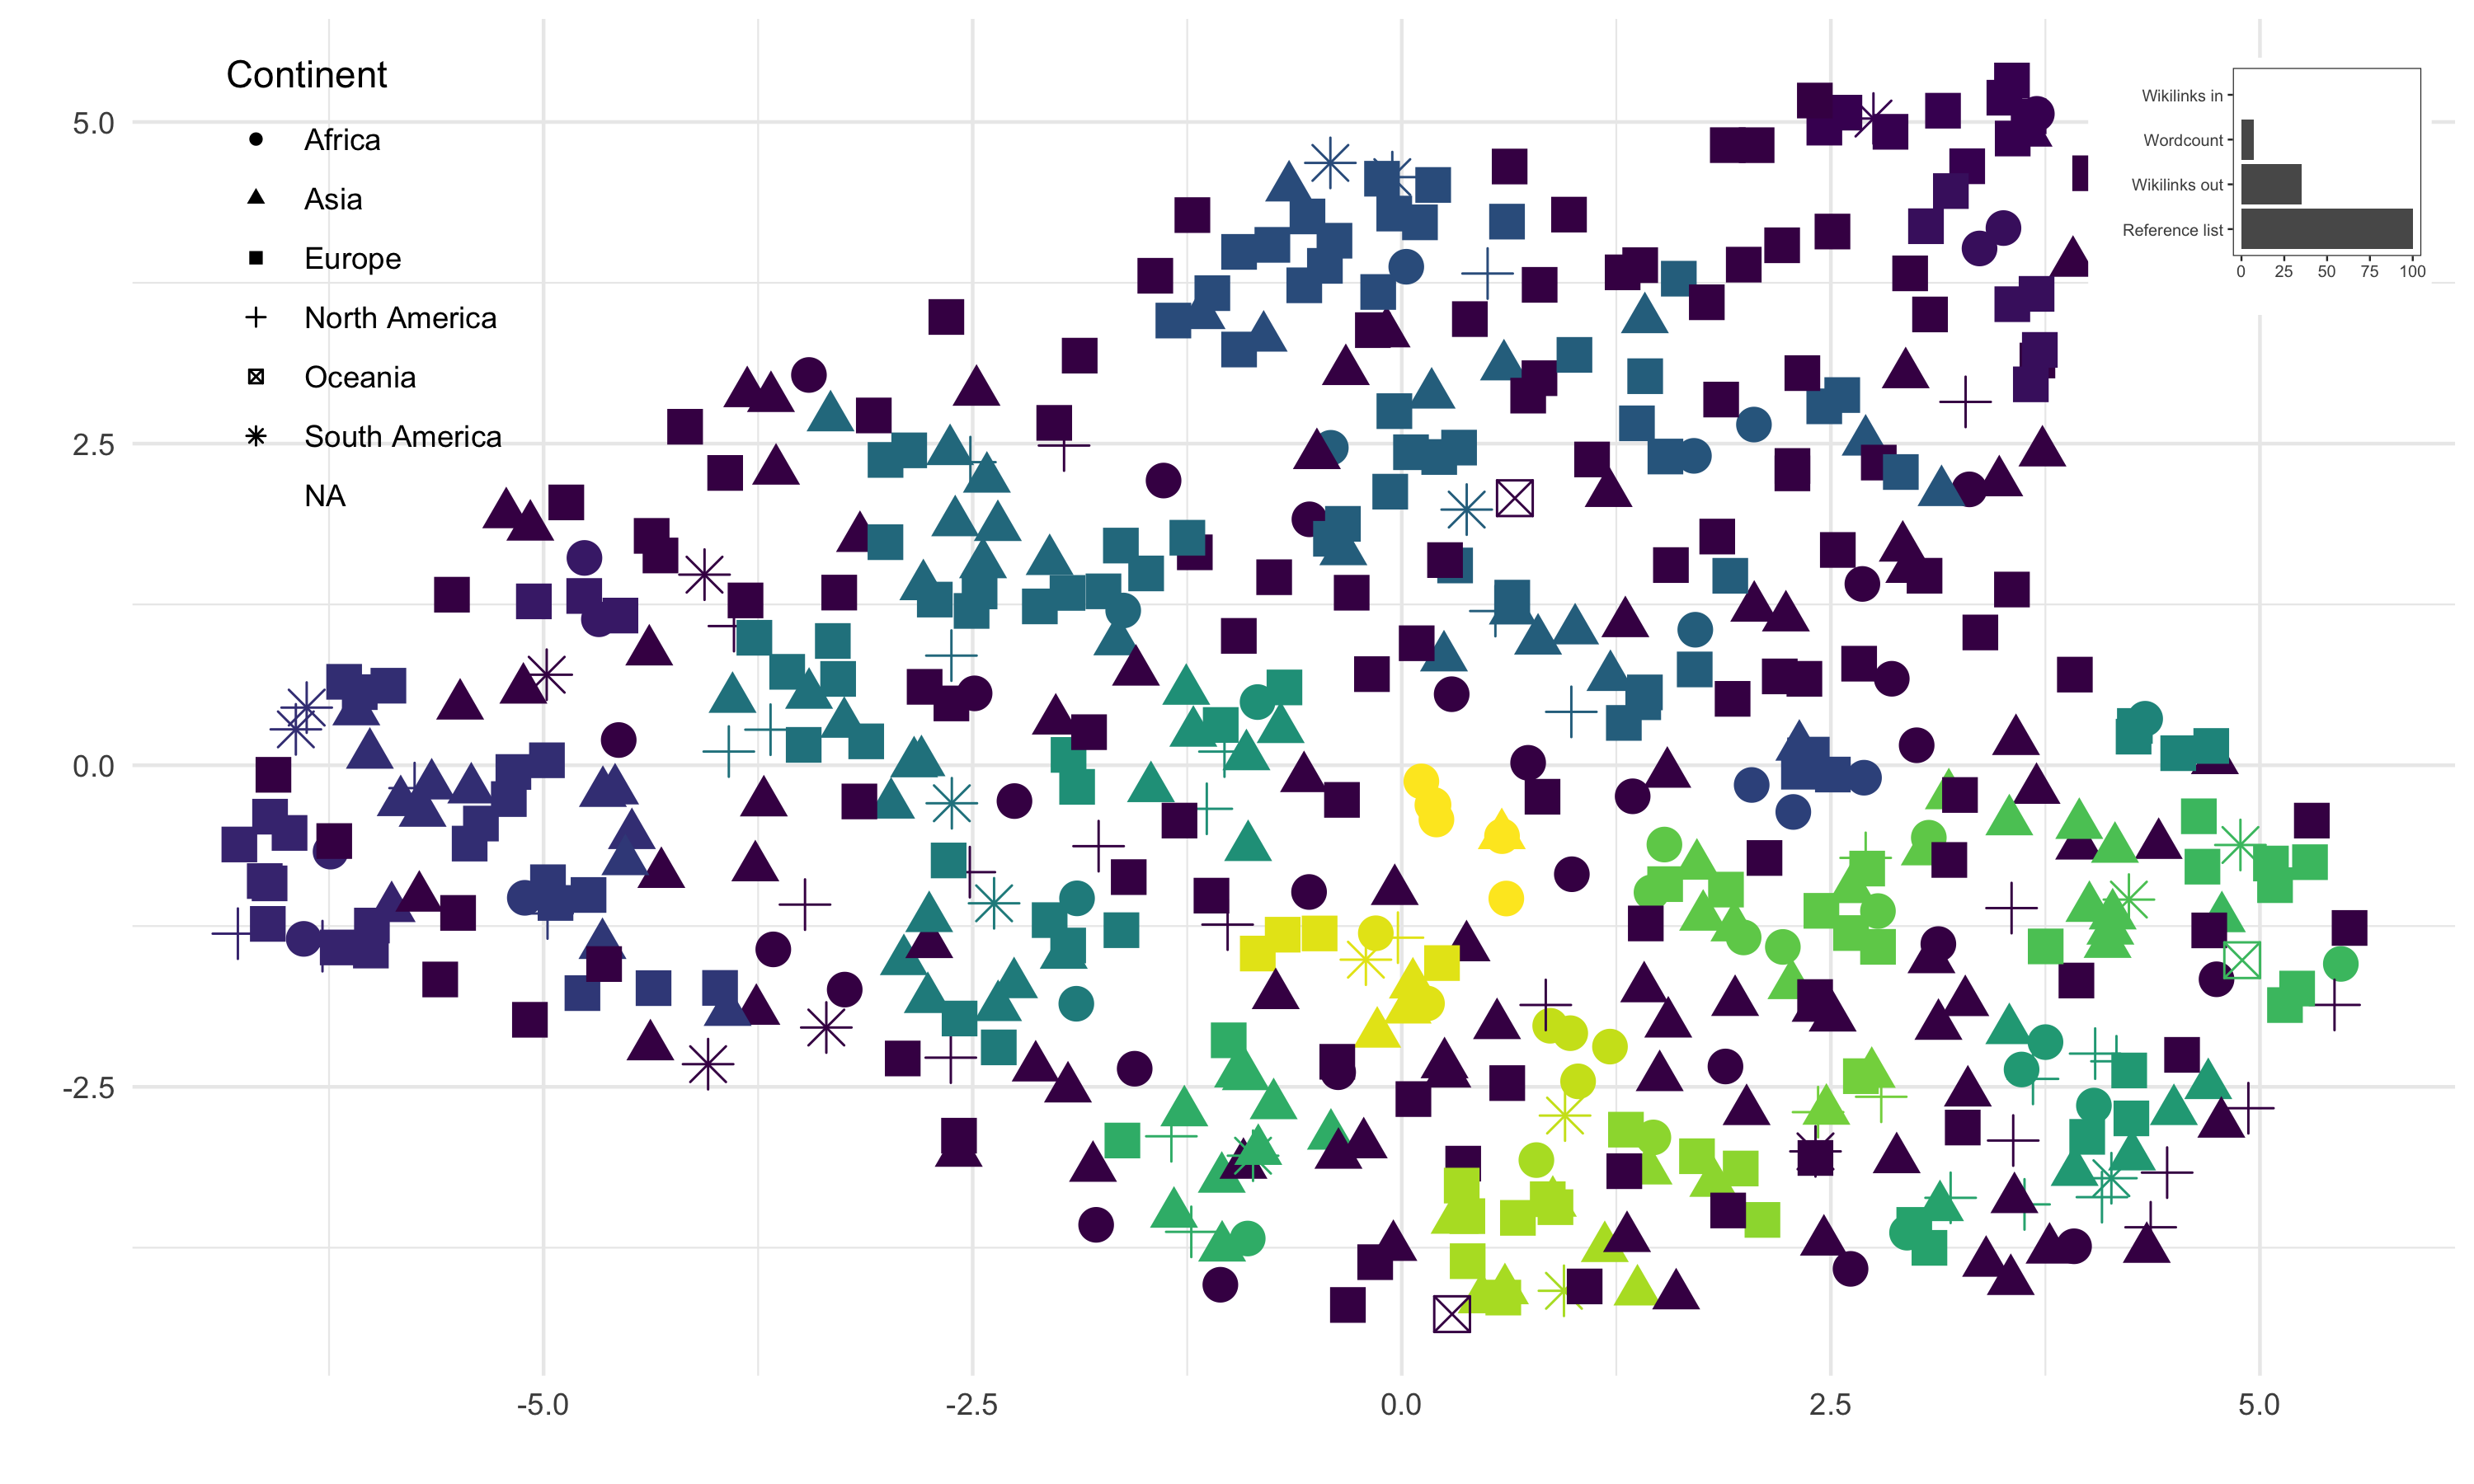 Continent
Africa
Asia
Europe
North America
Oceania
South America
NA
5.0
2.5
0.0
-2.5
-5.0
-2.5
0.0
2.5
5.0
Wikilinks in
Wordcount
Wikilinks out
Reference list
0
25
50
75
100